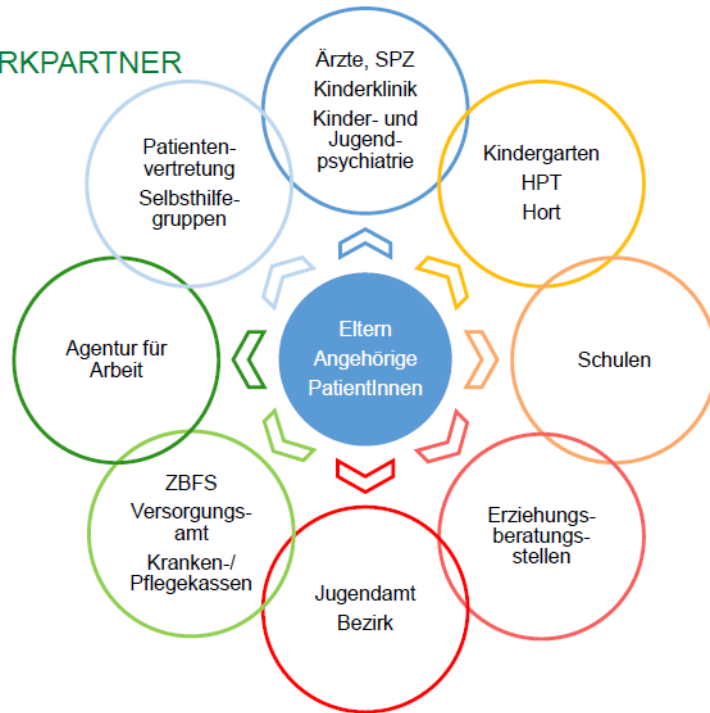 RKPARTNER
Ärzte, SPZ
Kinderklinik
Kinder- und
Jugend-
psychiatrie
Kindergarten
HPT
Hort
Schulen
Erziehungs-
beratungs-
stellen
Jugendamt
Bezirk
ZBFS
Versorgungs-
amt
Kranken-/
Pflegekassen
Agentur für
Arbeit
Patienten-
vertretung
Selbsthilfe-
gruppen
Eltern
Angehörige
PatientInnen